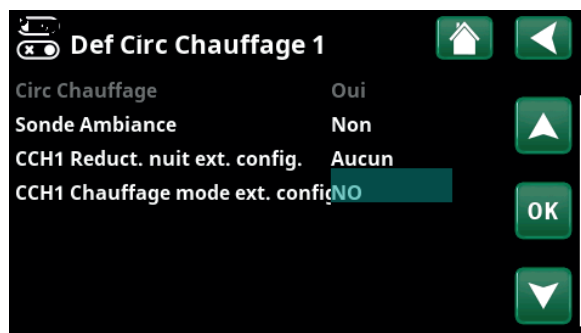 Def Circ Chauffage 1
Circ Chauffage Oui
Sonde Ambiance Non
CCH1 Reduct. nuit ext. config. Aucun
CCH1 Chauffage mode ext. config NO
OK